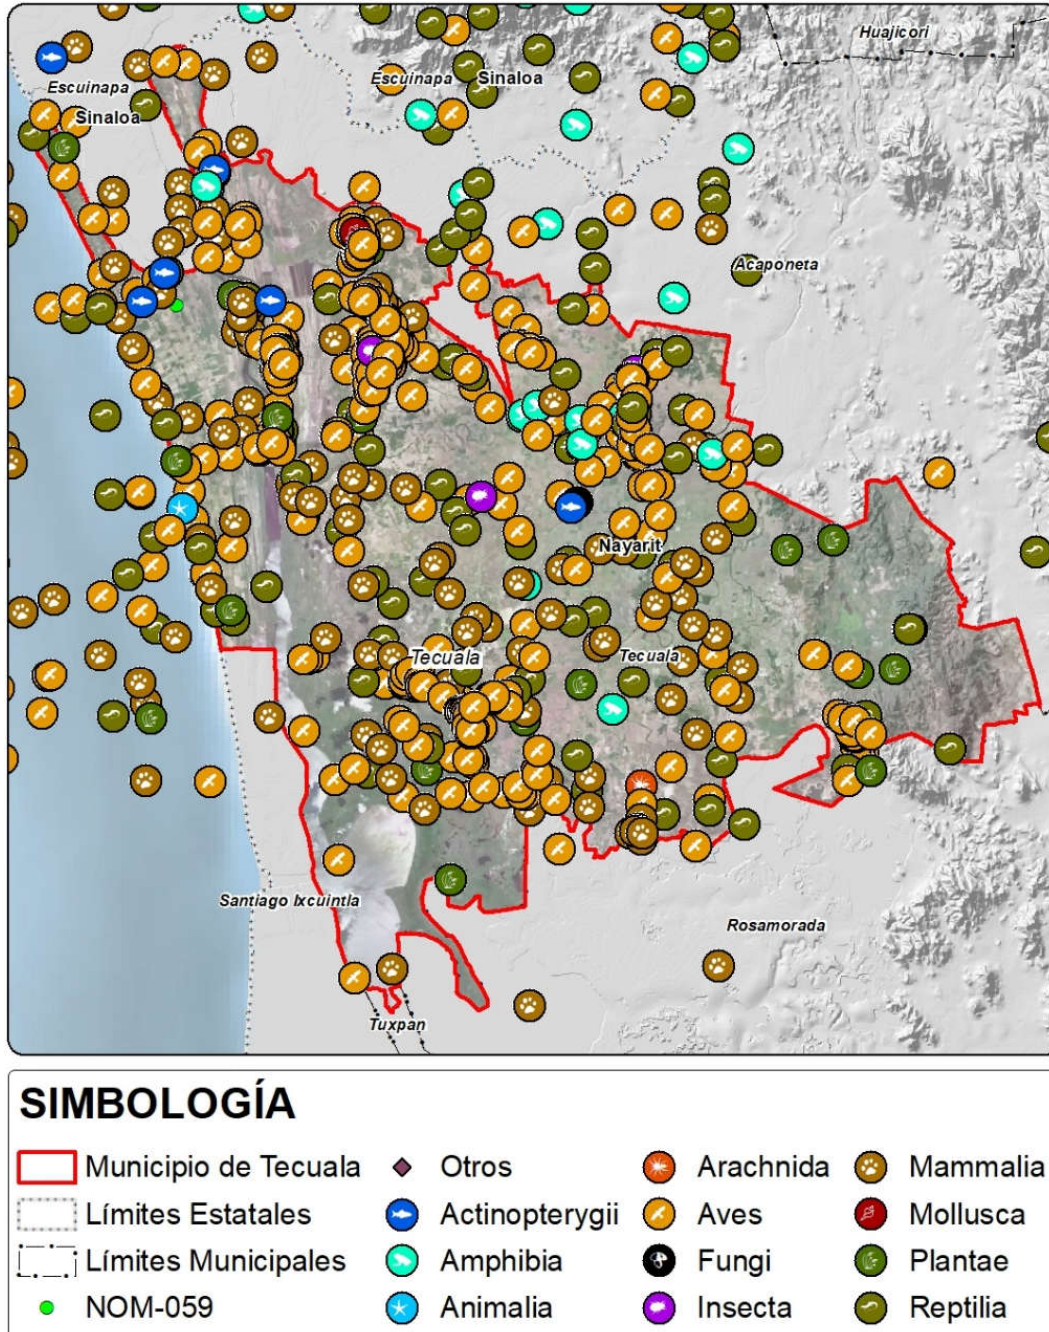 Huajicori
Escuinapa
Sinaloa
Escuinapa
Sinaloa
Acaponeta
Nayarit
Tecuala
Tecuala
Santiago Ixcuintla
Rosamorada
Tuxpan
SIMBOLOGÍA
Municipio de Tecuala
Otros
Arachnida
Mammalia
Límites Estatales
Actinopterygii
Aves
Mollusca
Límites Municipales
Amphibia
Fungi
Plantae
NOM-059
Animalia
Insecta
Reptilia